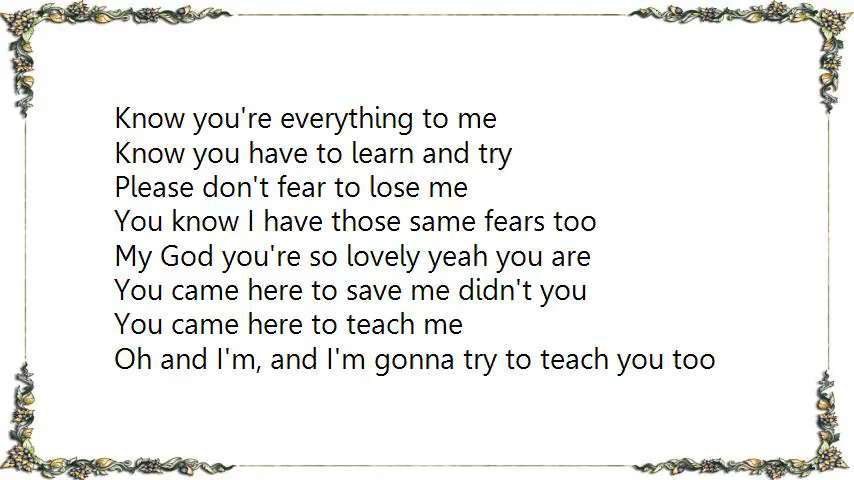 Know you're everything to me
Know you have to learn and try
Please don't fear to lose me
You know I have those same fears too
My God you're so lovely yeah you are
You came here to save me didn't you
You came here to teach me
Oh and I'm, and I'm gonna try to teach you too